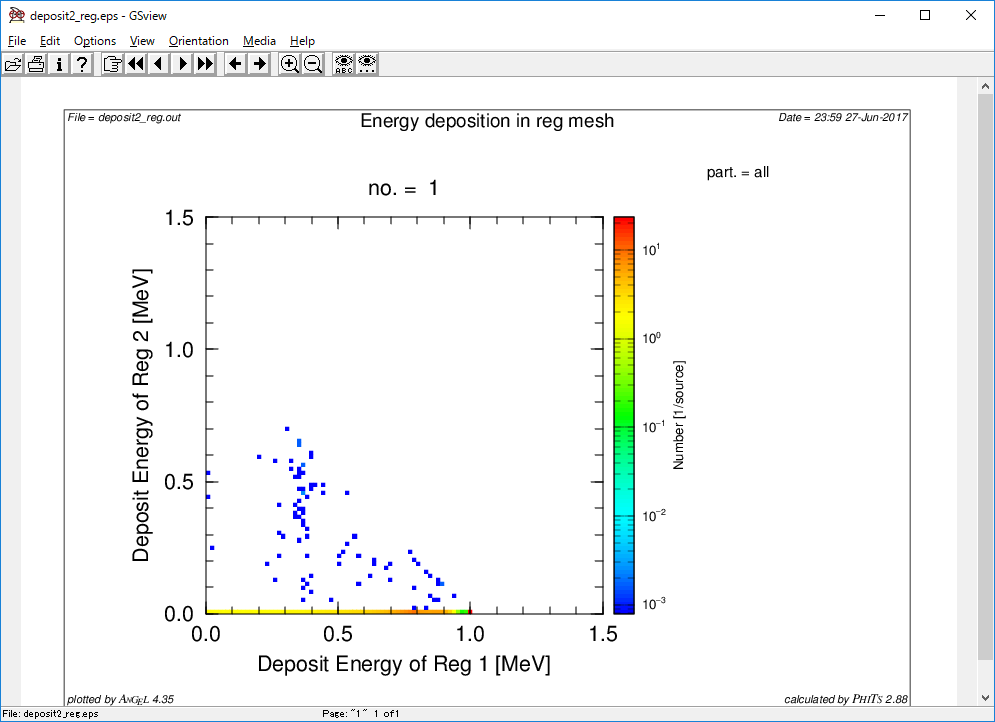 deposit2_reg.eps - GSview
File Edit Options View Orientation Media Help
i ? ABC
File = deposit2_reg.out
Energy deposition in reg mesh
Date = 23:59 27-Jun-2017
part. = all
no. = 1
1.5
1.0
0.5
0.0
Deposit Energy of Reg 2 [MeV]
0.0 0.5 1.0 1.5
Deposit Energy of Reg 1 [MeV]
10¹
10⁰
10⁻¹
10⁻²
10⁻³
Number [1/source]
plotted by ANGEL 4.35
calculated by PHITS 2.88
File: deposit2_reg.eps
Page: "1" 1 of 1